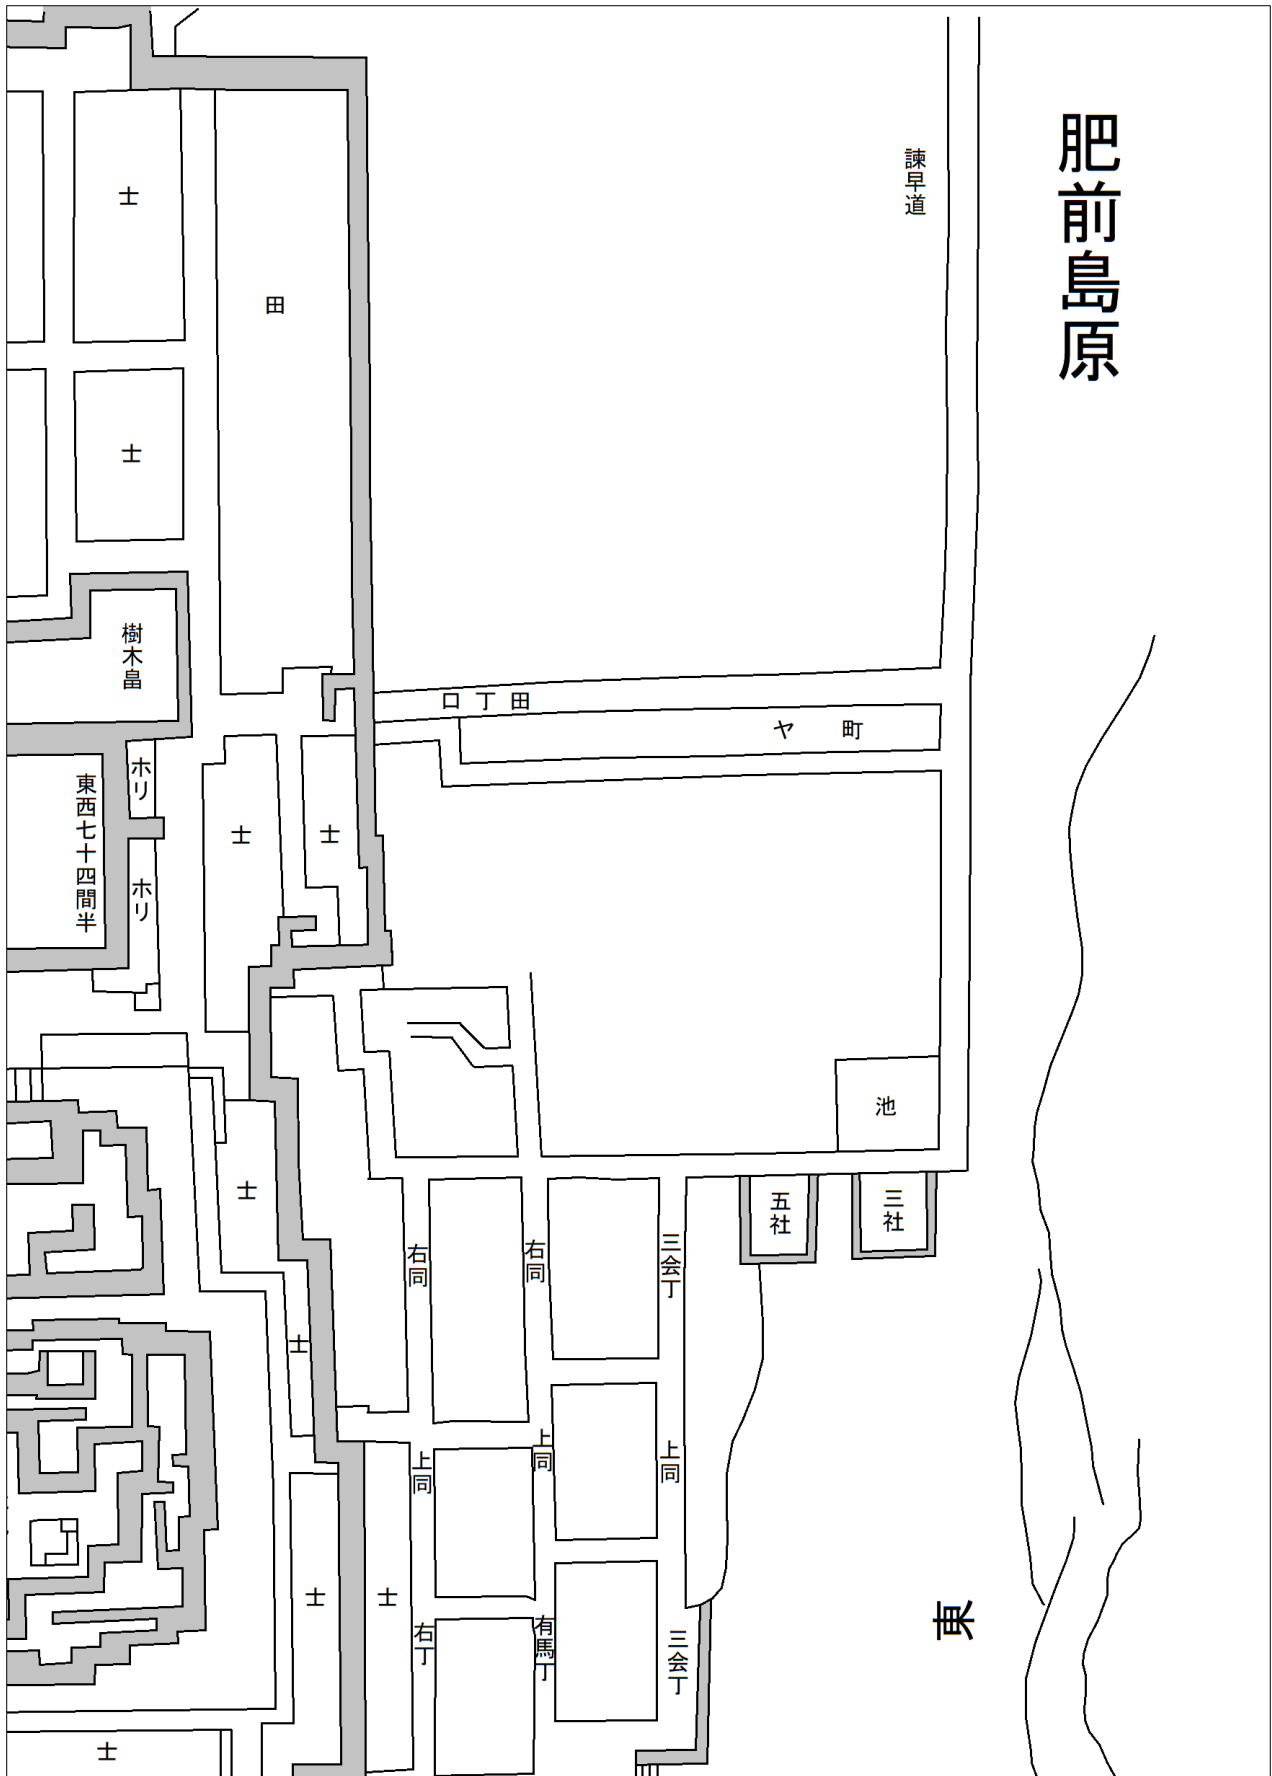 肥前島原
諫早道
士
田
士
樹木畠
口丁田
ヤ町
ホリ
東西七十四間半
ホリ
士
士
池
士
五社
三社
右同
右同
三会丁
士
上同
上同
上同
士
士
右丁
有馬丁
三会丁
東
士